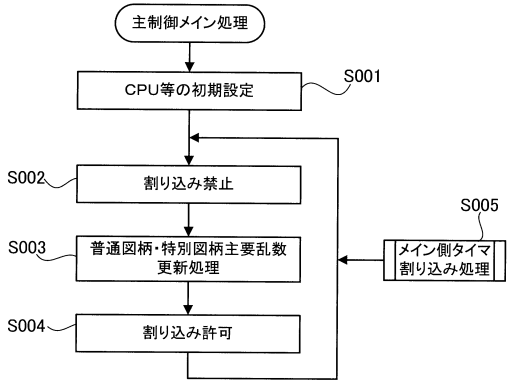 主制御メイン処理
S001
CPU等の初期設定
S002
割り込み禁止
S005
S003
普通図柄・特別図柄主要乱数
更新処理
メイン側タイマ
割り込み処理
S004
割り込み許可